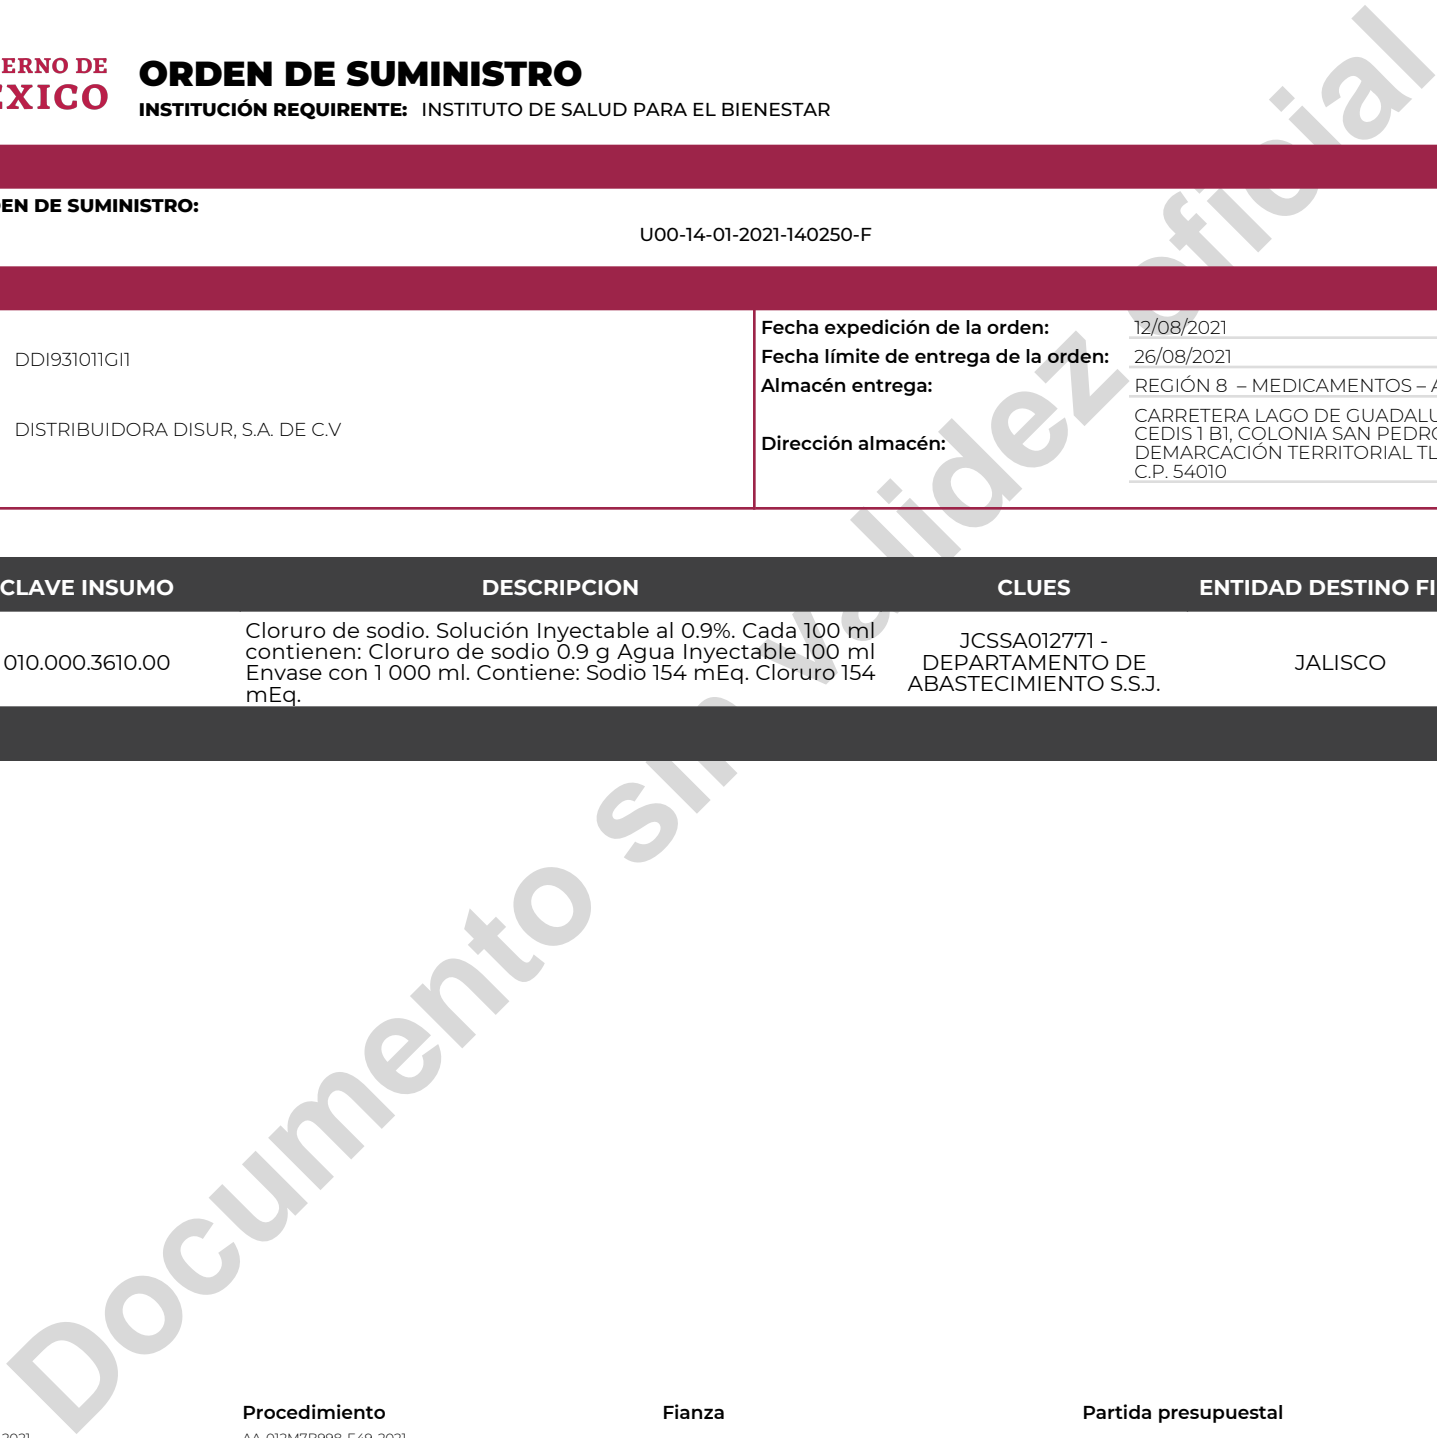 ERNO DE
ÉXICO
ORDEN DE SUMINISTRO
INSTITUCIÓN REQUIRENTE: INSTITUTO DE SALUD PARA EL BIENESTAR
EN DE SUMINISTRO:
U00-14-01-2021-140250-F
DDI931011GI1
DISTRIBUIDORA DISUR, S.A. DE C.V
Fecha expedición de la orden: 12/08/2021
Fecha límite de entrega de la orden: 26/08/2021
Almacén entrega: REGIÓN 8 – MEDICAMENTOS – A
Dirección almacén:
CARRETERA LAGO DE GUADALU
CEDIS 1 B1, COLONIA SAN PEDRO
DEMARCACIÓN TERRITORIAL TL
C.P. 54010
CLAVE INSUMO DESCRIPCION CLUES ENTIDAD DESTINO FI
010.000.3610.00
Cloruro de sodio. Solución Inyectable al 0.9%. Cada 100 ml
contienen: Cloruro de sodio 0.9 g Agua Inyectable 100 ml
Envase con 1 000 ml. Contiene: Sodio 154 mEq. Cloruro 154
mEq.
JCSSA012771 -
DEPARTAMENTO DE
ABASTECIMIENTO S.S.J.
JALISCO
Documento sin validez oficial
Procedimiento Fianza Partida presupuestal